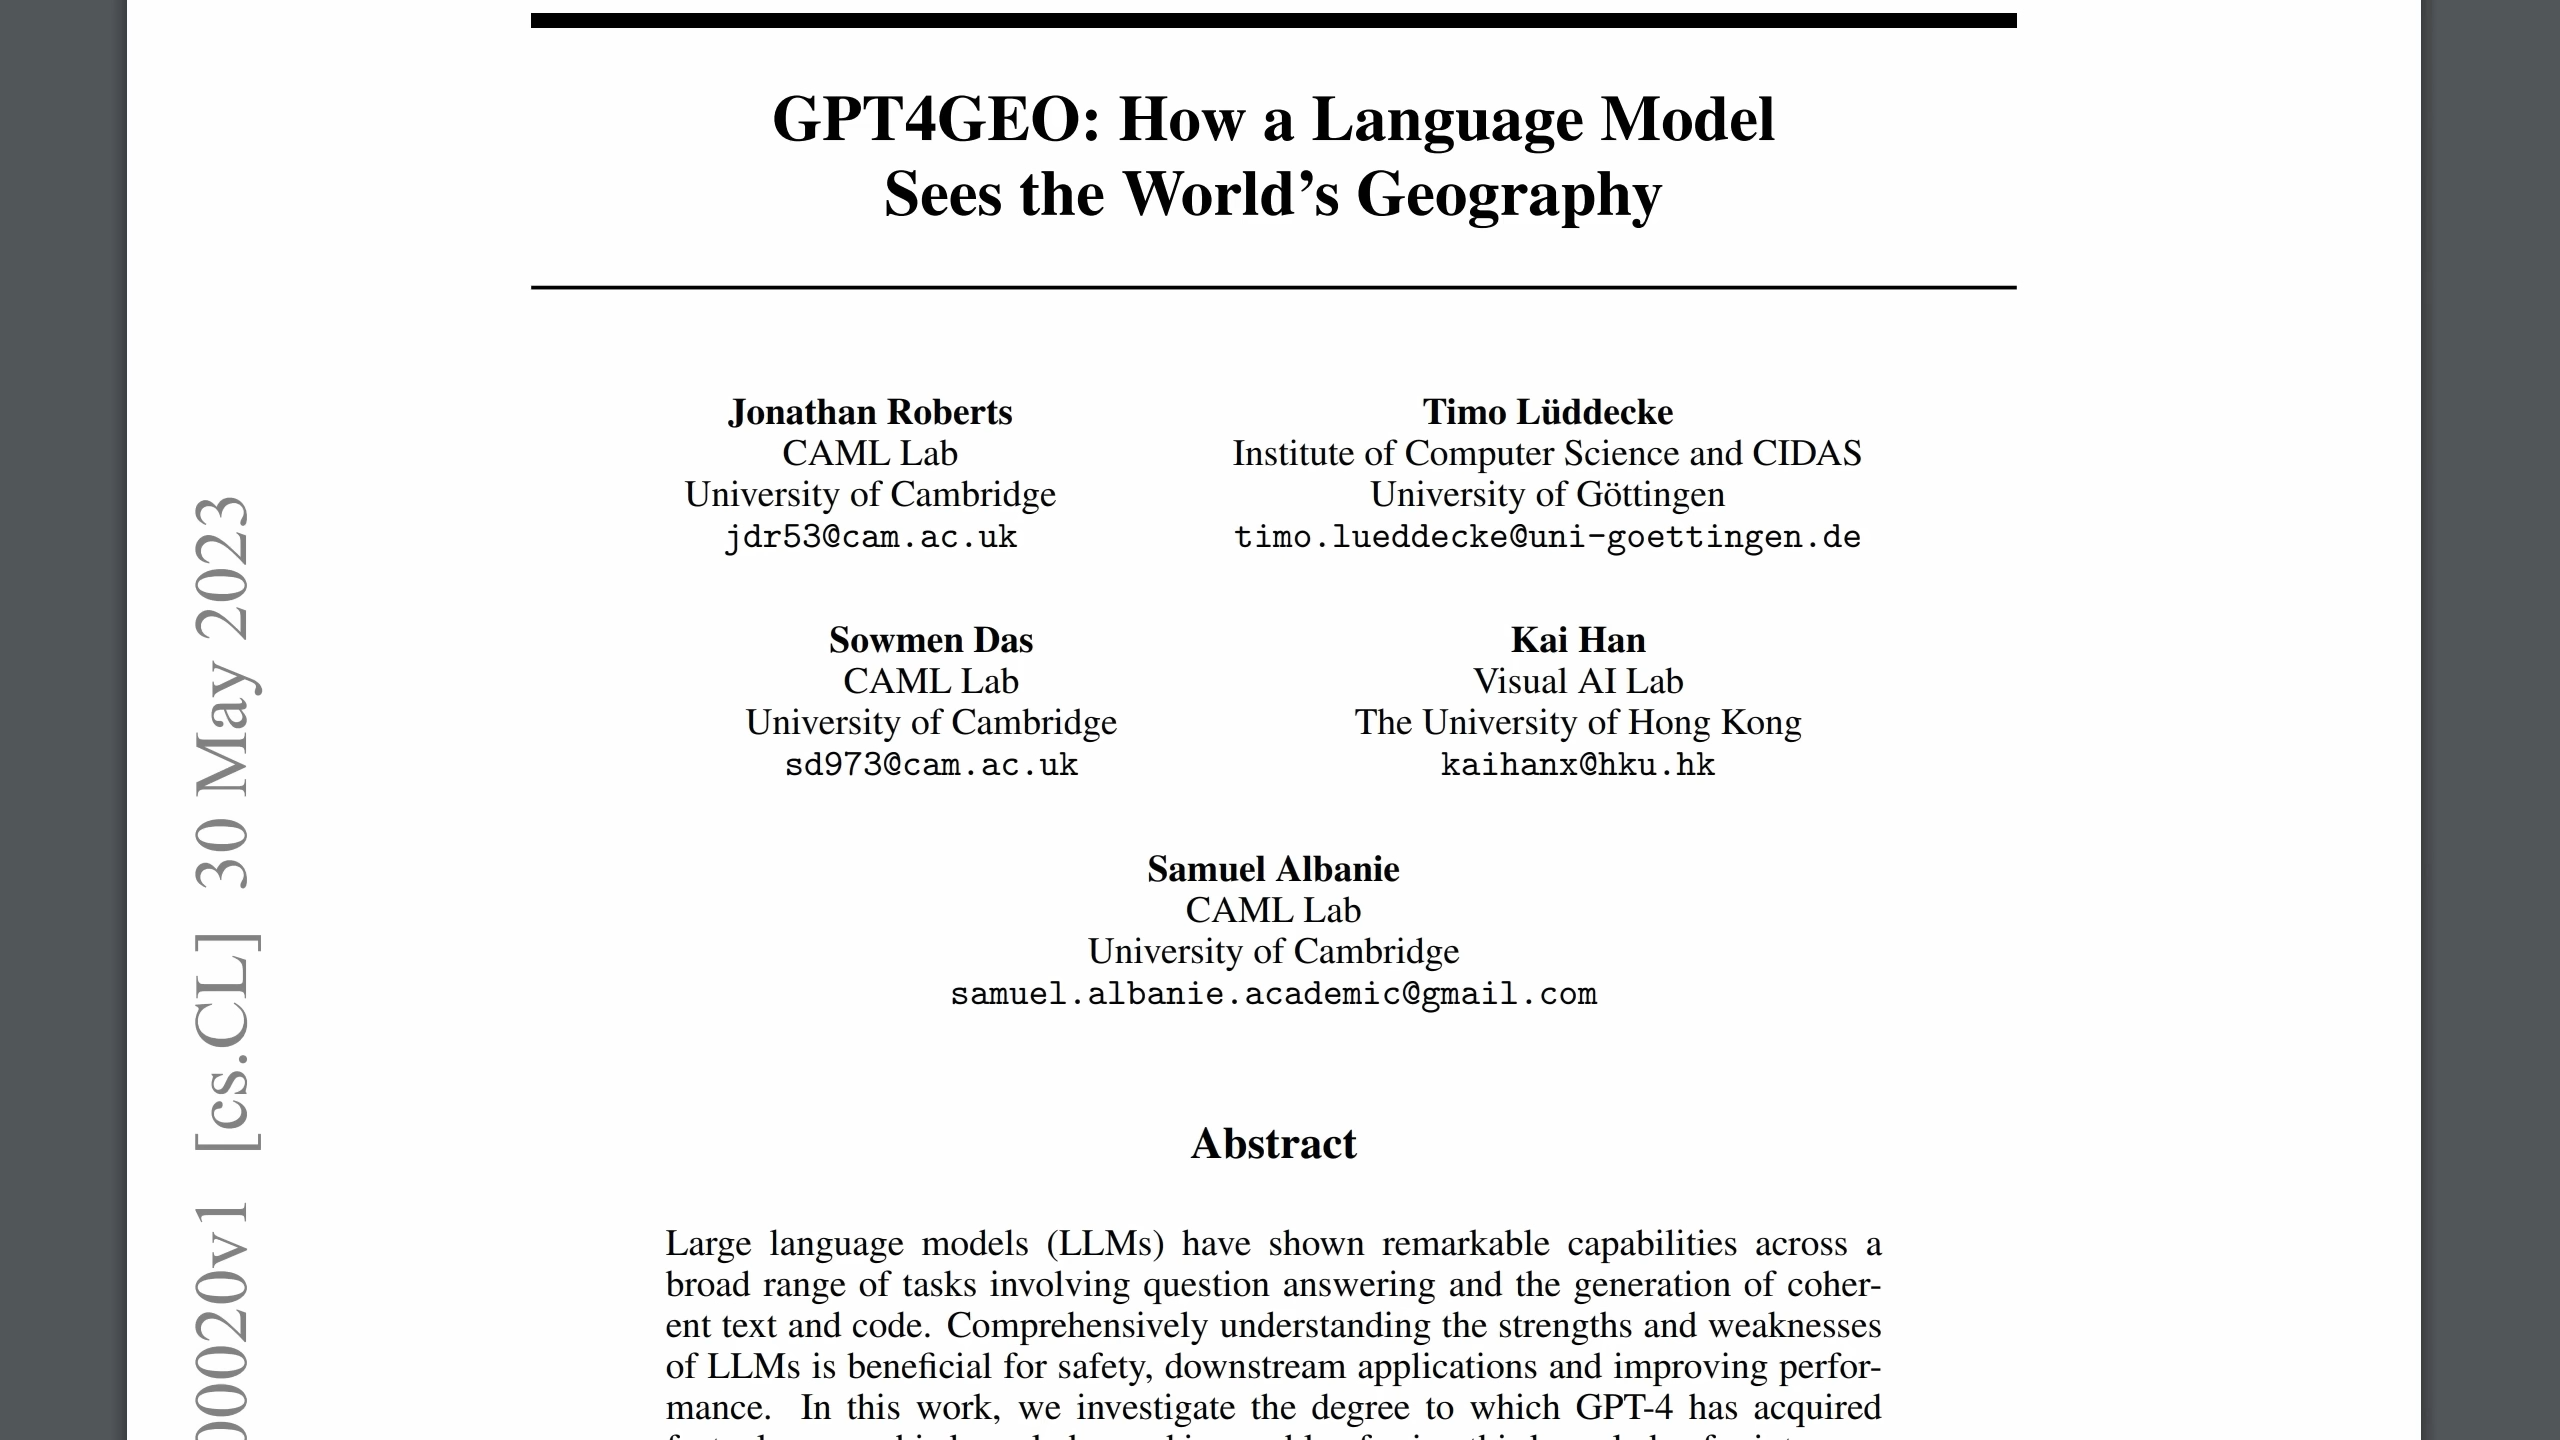 GPT4GEO: How a Language Model
Sees the World's Geography
Jonathan Roberts
CAML Lab
University of Cambridge
jdr53@cam.ac.uk
Timo Lüddecke
Institute of Computer Science and CIDAS
University of Göttingen
timo.lueddecke@uni-goettingen.de
Sowmen Das
CAML Lab
University of Cambridge
sd973@cam.ac.uk
Kai Han
Visual AI Lab
The University of Hong Kong
kaihanx@hku.hk
Samuel Albanie
CAML Lab
University of Cambridge
samuel.albanie.academic@gmail.com
Abstract
Large language models (LLMs) have shown remarkable capabilities across a
broad range of tasks involving question answering and the generation of coher-
ent text and code. Comprehensively understanding the strengths and weaknesses
of LLMs is beneficial for safety, downstream applications and improving perfor-
mance. In this work, we investigate the degree to which GPT-4 has acquired
00020v1 [cs.CL] 30 May 2023